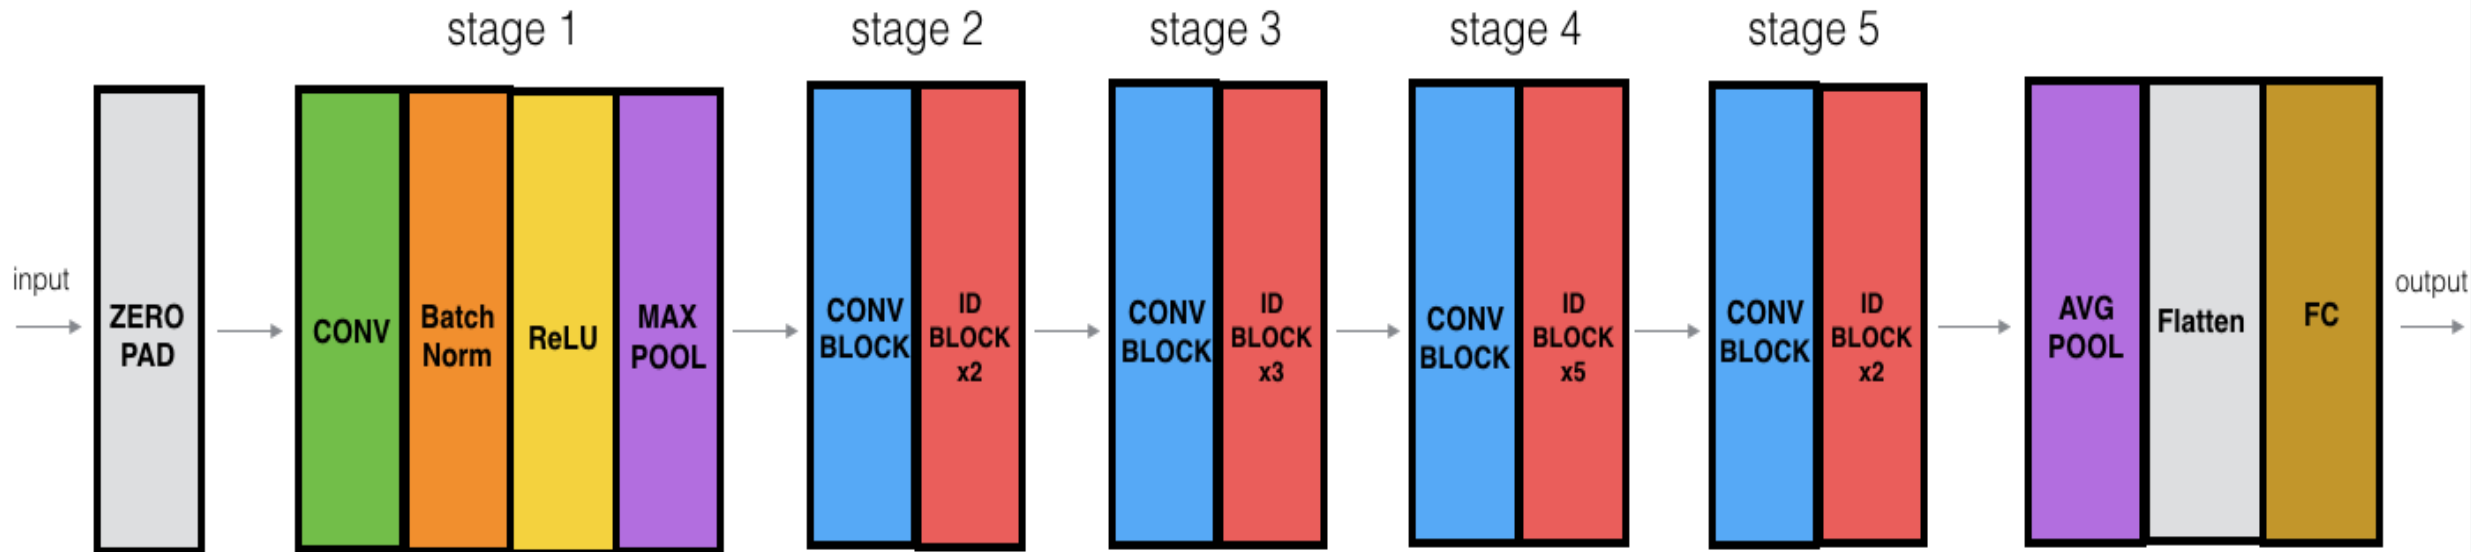 stage 1
stage 2
stage 3
stage 4
stage 5
input
ZERO
PAD
CONV
Batch
Norm
ReLU
MAX
POOL
CONV
BLOCK
ID
BLOCK
x2
CONV
BLOCK
ID
BLOCK
x3
CONV
BLOCK
ID
BLOCK
x5
CONV
BLOCK
ID
BLOCK
x2
AVG
POOL
Flatten
FC
output